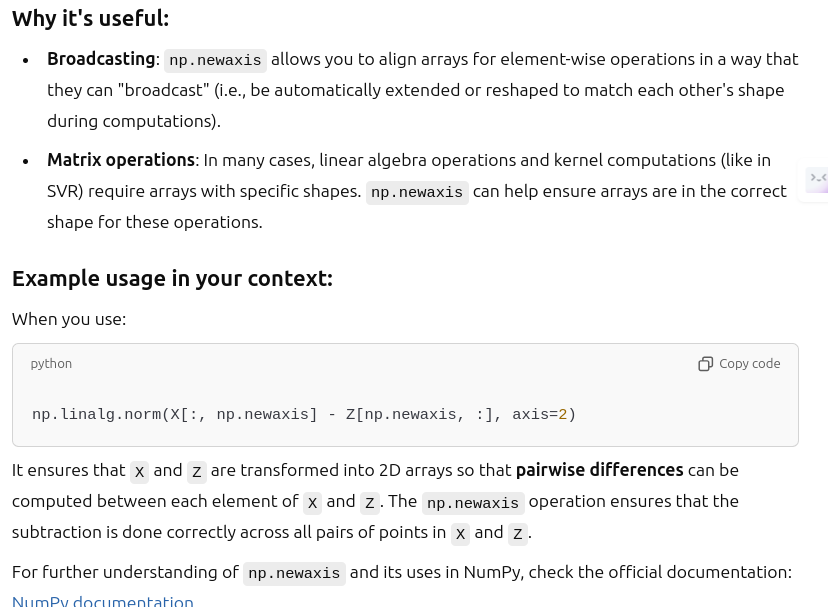 Why it's useful:
Broadcasting: np.newaxis allows you to align arrays for element-wise operations in a way that
they can "broadcast" (i.e., be automatically extended or reshaped to match each other's shape
during computations).
Matrix operations: In many cases, linear algebra operations and kernel computations (like in
SVR) require arrays with specific shapes. np.newaxis can help ensure arrays are in the correct
shape for these operations.
Example usage in your context:
When you use:
python
Copy code
np.linalg.norm(X[:, np.newaxis] - Z[np.newaxis, :], axis=2)
It ensures that X and Z are transformed into 2D arrays so that pairwise differences can be
computed between each element of X and Z. The np.newaxis operation ensures that the
subtraction is done correctly across all pairs of points in X and Z.
For further understanding of np.newaxis and its uses in NumPy, check the official documentation:
NumPy documentation